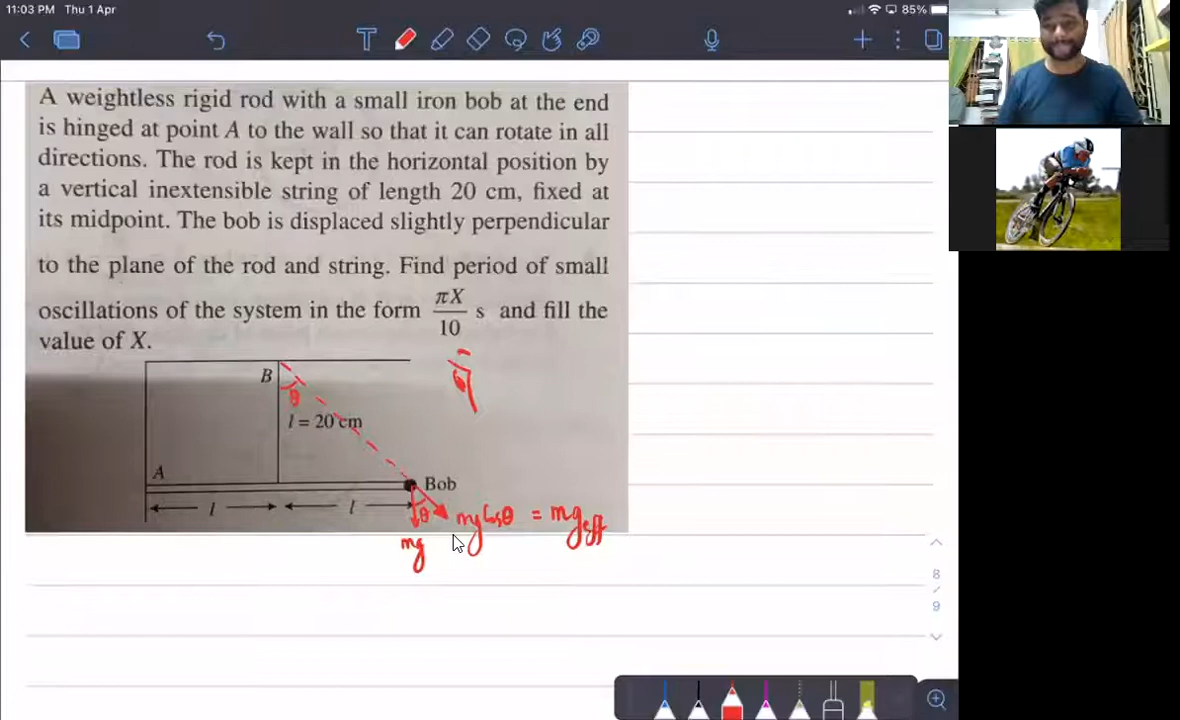 11:03 PM Thu 1 Apr
85%
A weightless rigid rod with a small iron bob at the end
is hinged at point A to the wall so that it can rotate in all
directions. The rod is kept in the horizontal position by
a vertical inextensible string of length 20 cm, fixed at
its midpoint. The bob is displaced slightly perpendicular
to the plane of the rod and string. Find period of small
oscillations of the system in the form πX/10 s and fill the
value of X.
B
θ
l = 20 cm
A
Bob
l
l
θ
mg Cosθ = mg eff
mg
8
9